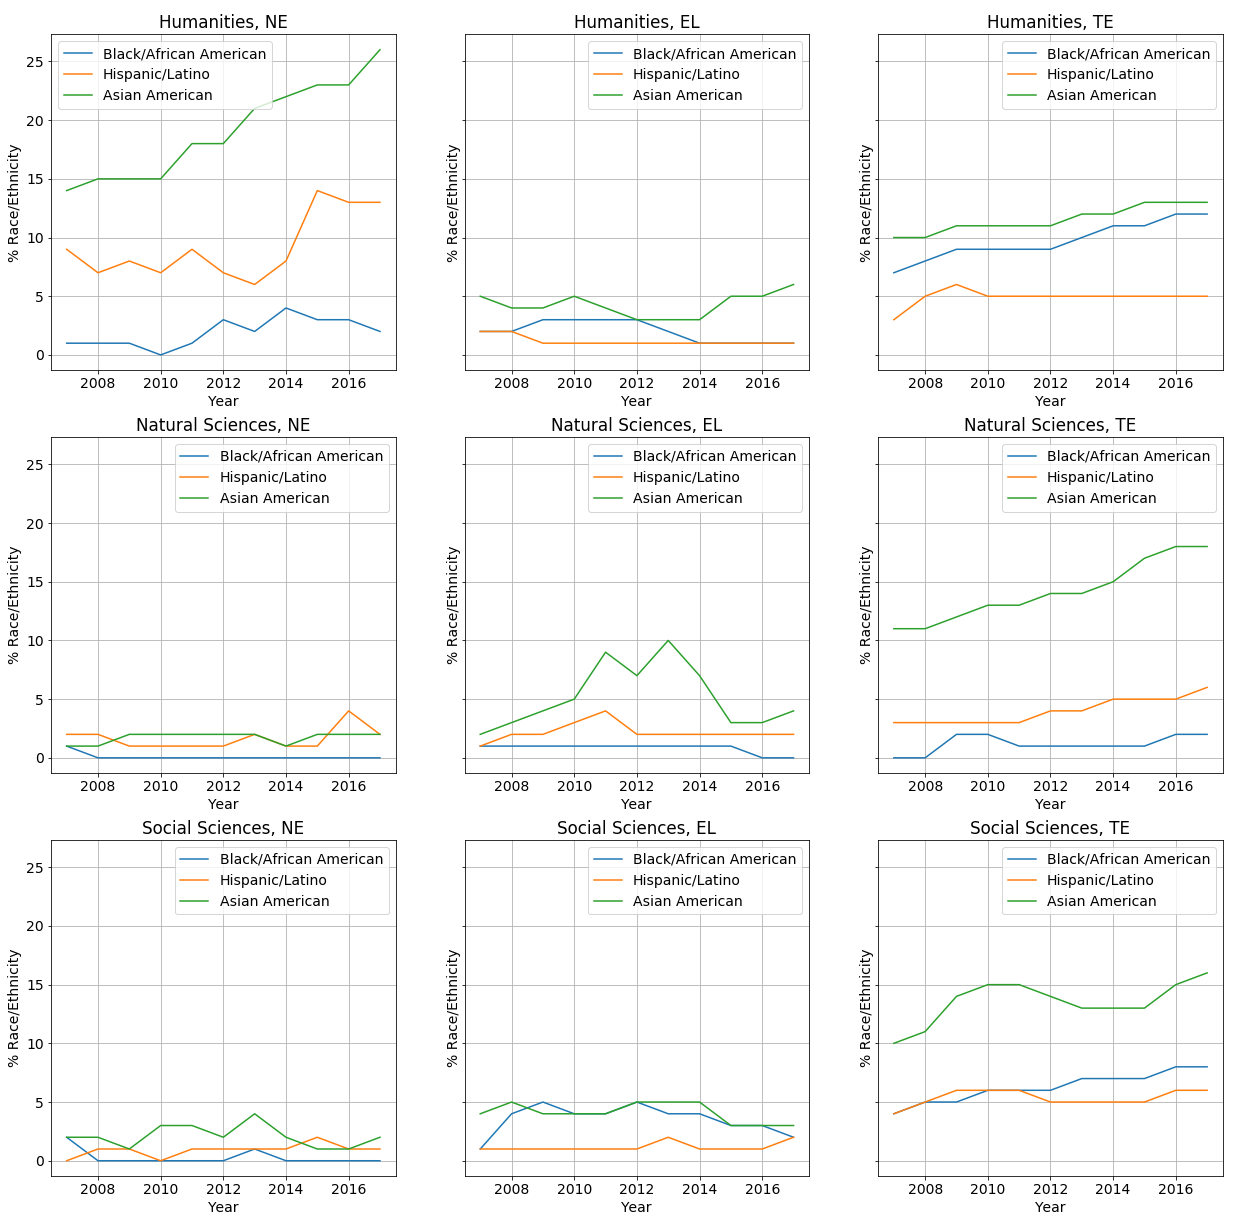 Humanities, NE
Black/African American
Hispanic/Latino
Asian American
% Race/Ethnicity
25
20
15
10
5
0
2008 2010 2012 2014 2016
Year
Humanities, EL
Black/African American
Hispanic/Latino
Asian American
% Race/Ethnicity
2008 2010 2012 2014 2016
Year
Humanities, TE
Black/African American
Hispanic/Latino
Asian American
% Race/Ethnicity
2008 2010 2012 2014 2016
Year
Natural Sciences, NE
Black/African American
Hispanic/Latino
Asian American
% Race/Ethnicity
25
20
15
10
5
0
2008 2010 2012 2014 2016
Year
Natural Sciences, EL
Black/African American
Hispanic/Latino
Asian American
% Race/Ethnicity
2008 2010 2012 2014 2016
Year
Natural Sciences, TE
Black/African American
Hispanic/Latino
Asian American
% Race/Ethnicity
2008 2010 2012 2014 2016
Year
Social Sciences, NE
Black/African American
Hispanic/Latino
Asian American
% Race/Ethnicity
25
20
15
10
5
0
2008 2010 2012 2014 2016
Year
Social Sciences, EL
Black/African American
Hispanic/Latino
Asian American
% Race/Ethnicity
2008 2010 2012 2014 2016
Year
Social Sciences, TE
Black/African American
Hispanic/Latino
Asian American
% Race/Ethnicity
2008 2010 2012 2014 2016
Year